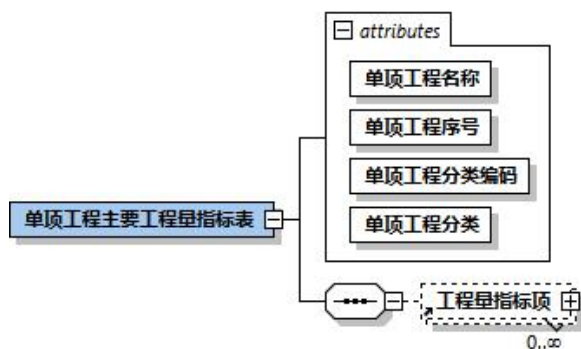 attributes
单项工程名称
单项工程序号
单项工程分类编码
单项工程分类
单项工程主要工程量指标表
工程量指标项
0..∞